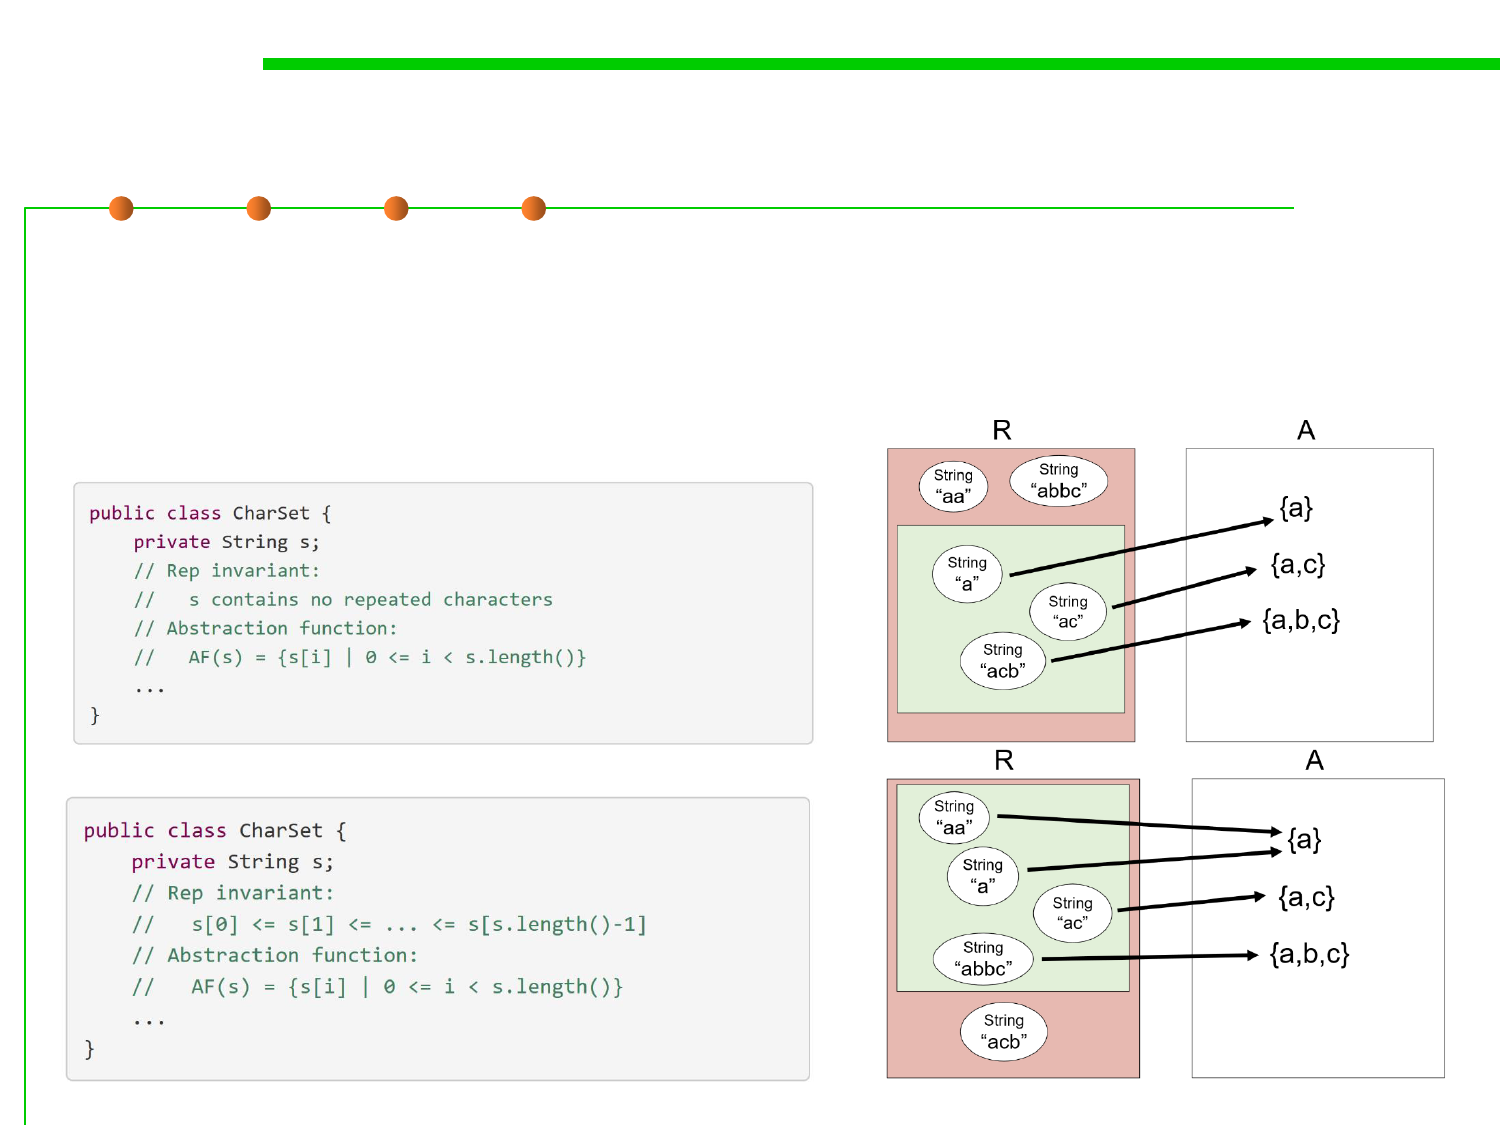 public class CharSet {
private String s;
// Rep invariant:
//   s contains no repeated characters
// Abstraction function:
//   AF(s) = {s[i] | 0 <= i < s.length()}
...
}
R
A
String
“aa”
String
“abbc”
String
“a”
String
“ac”
String
“acb”
{a}
{a,c}
{a,b,c}
public class CharSet {
private String s;
// Rep invariant:
//   s[0] <= s[1] <= ... <= s[s.length()-1]
// Abstraction function:
//   AF(s) = {s[i] | 0 <= i < s.length()}
...
}
R
A
String
“aa”
String
“a”
String
“ac”
String
“abbc”
String
“acb”
{a}
{a,c}
{a,b,c}